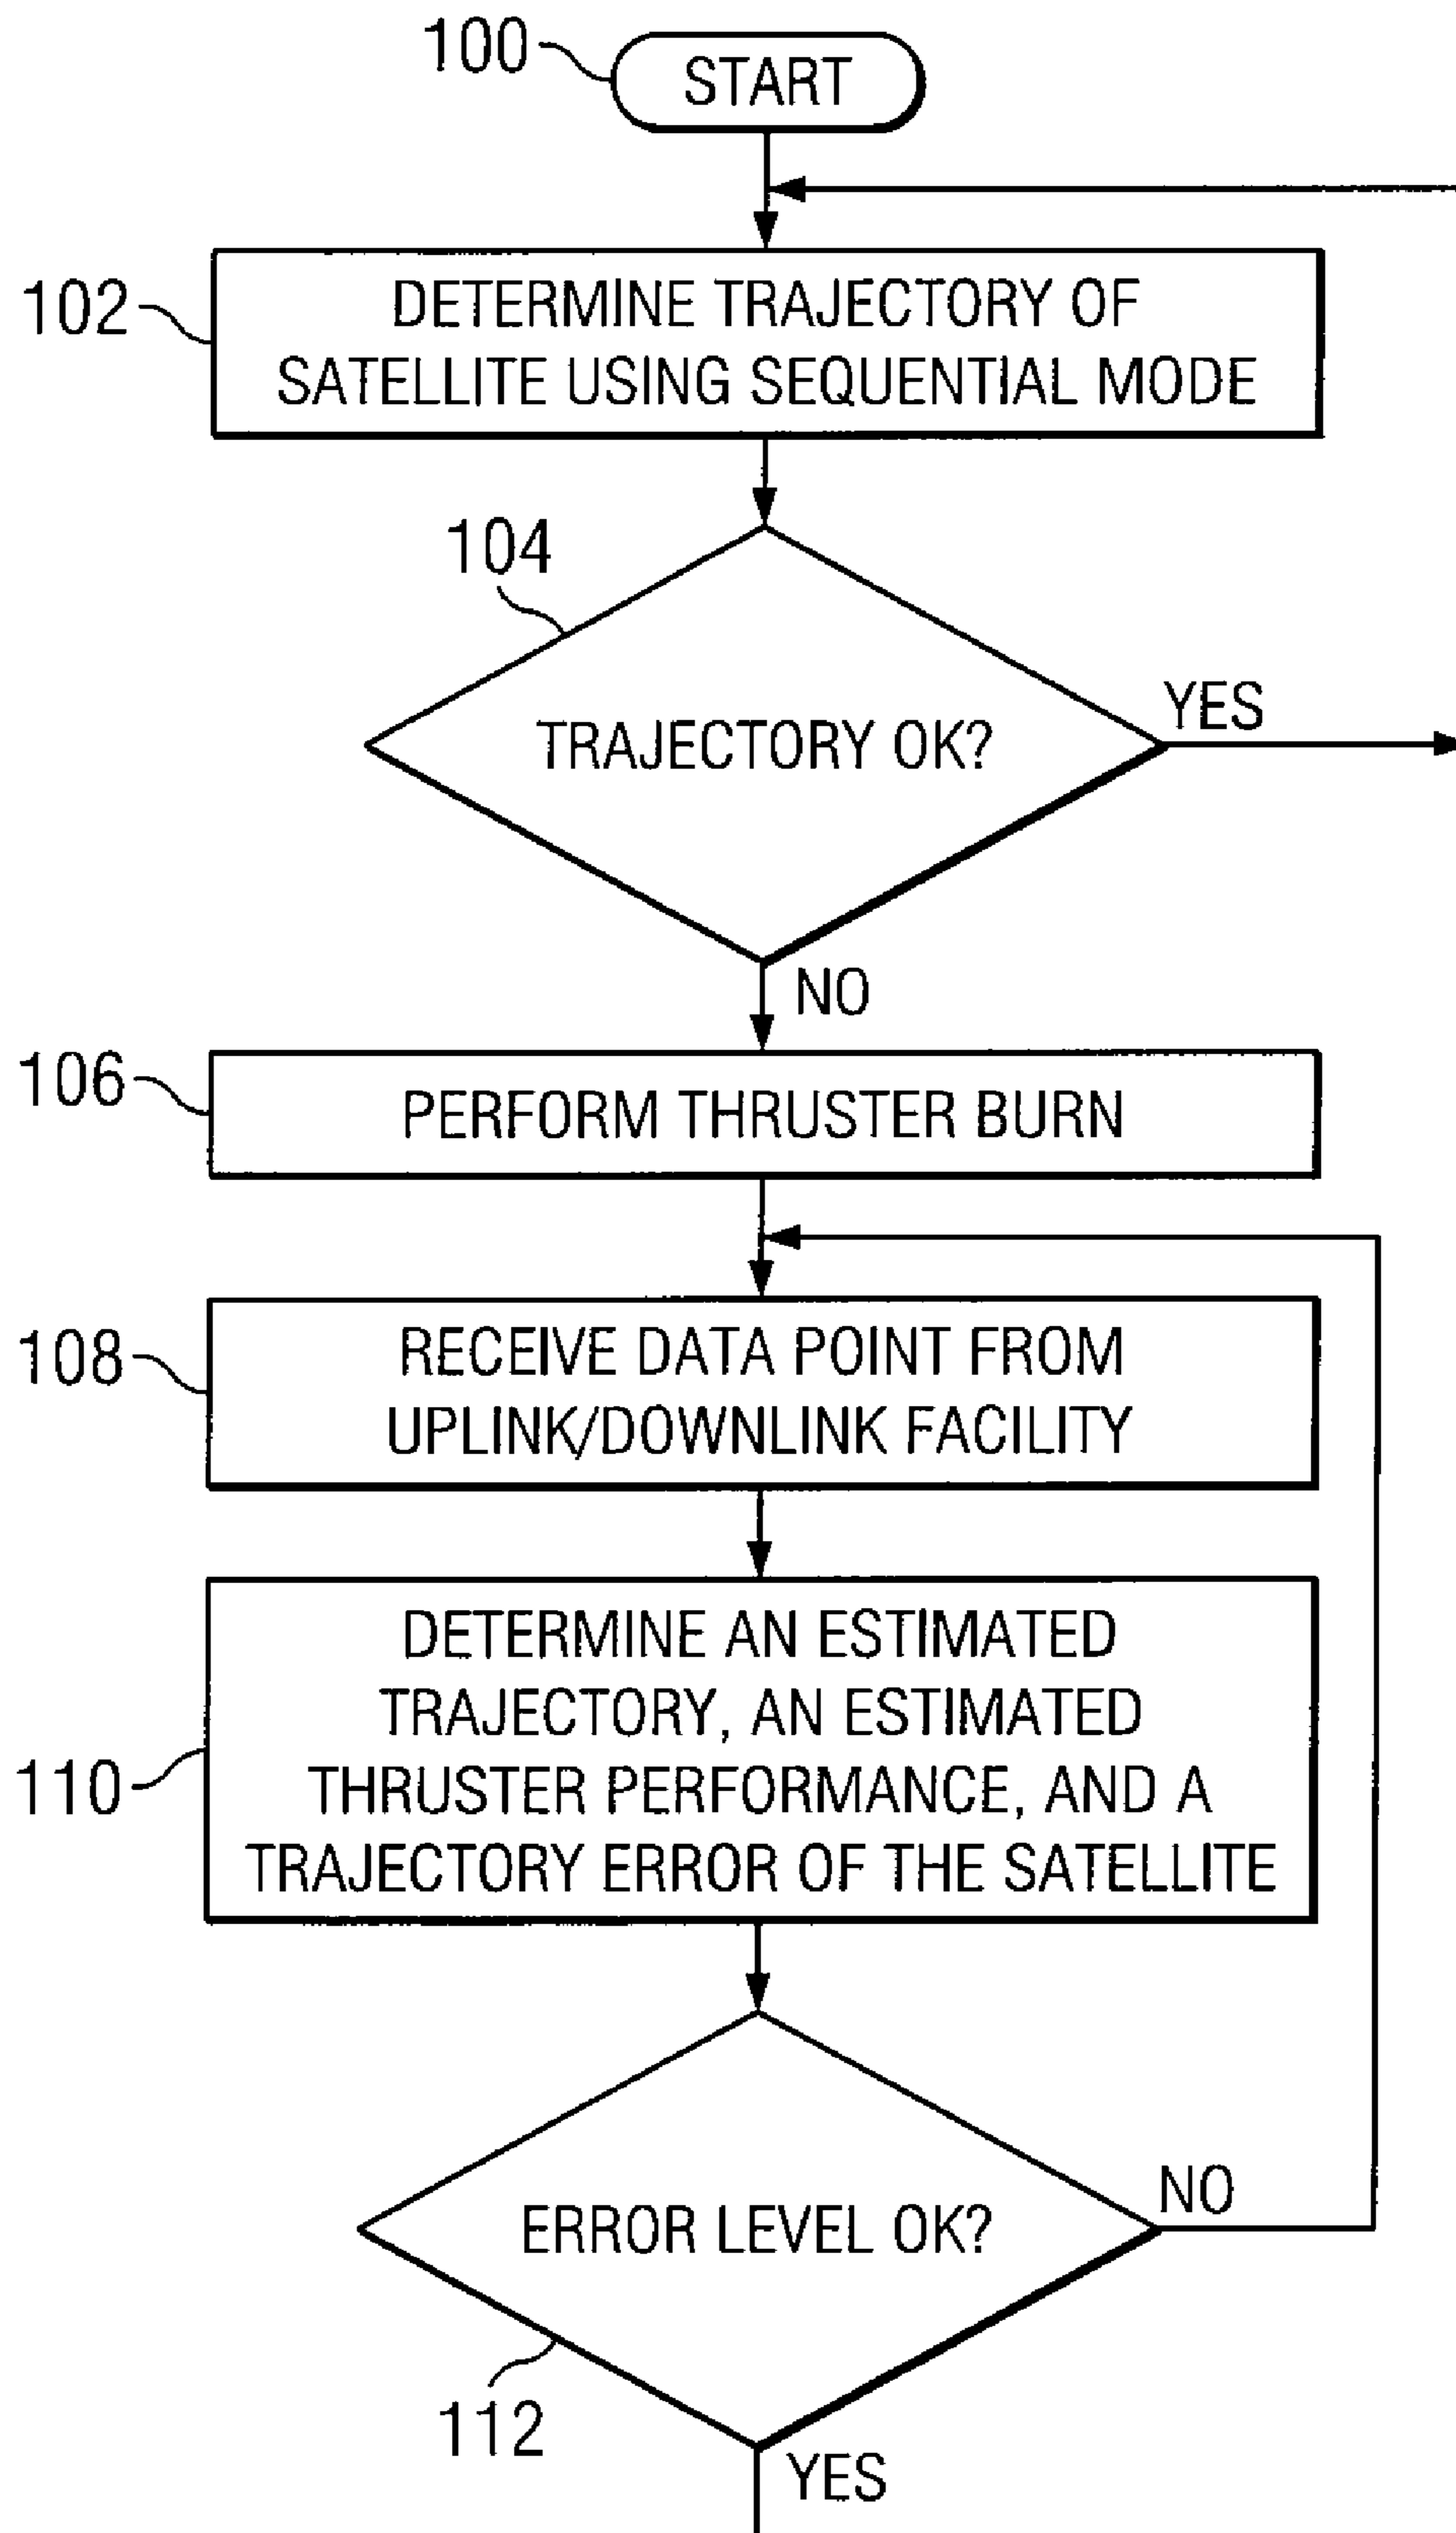 100
START
102
DETERMINE TRAJECTORY OF
SATELLITE USING SEQUENTIAL MODE
104
TRAJECTORY OK?
YES
NO
106
PERFORM THRUSTER BURN
108
RECEIVE DATA POINT FROM
UPLINK/DOWNLINK FACILITY
110
DETERMINE AN ESTIMATED
TRAJECTORY, AN ESTIMATED
THRUSTER PERFORMANCE, AND A
TRAJECTORY ERROR OF THE SATELLITE
ERROR LEVEL OK?
NO
112
YES